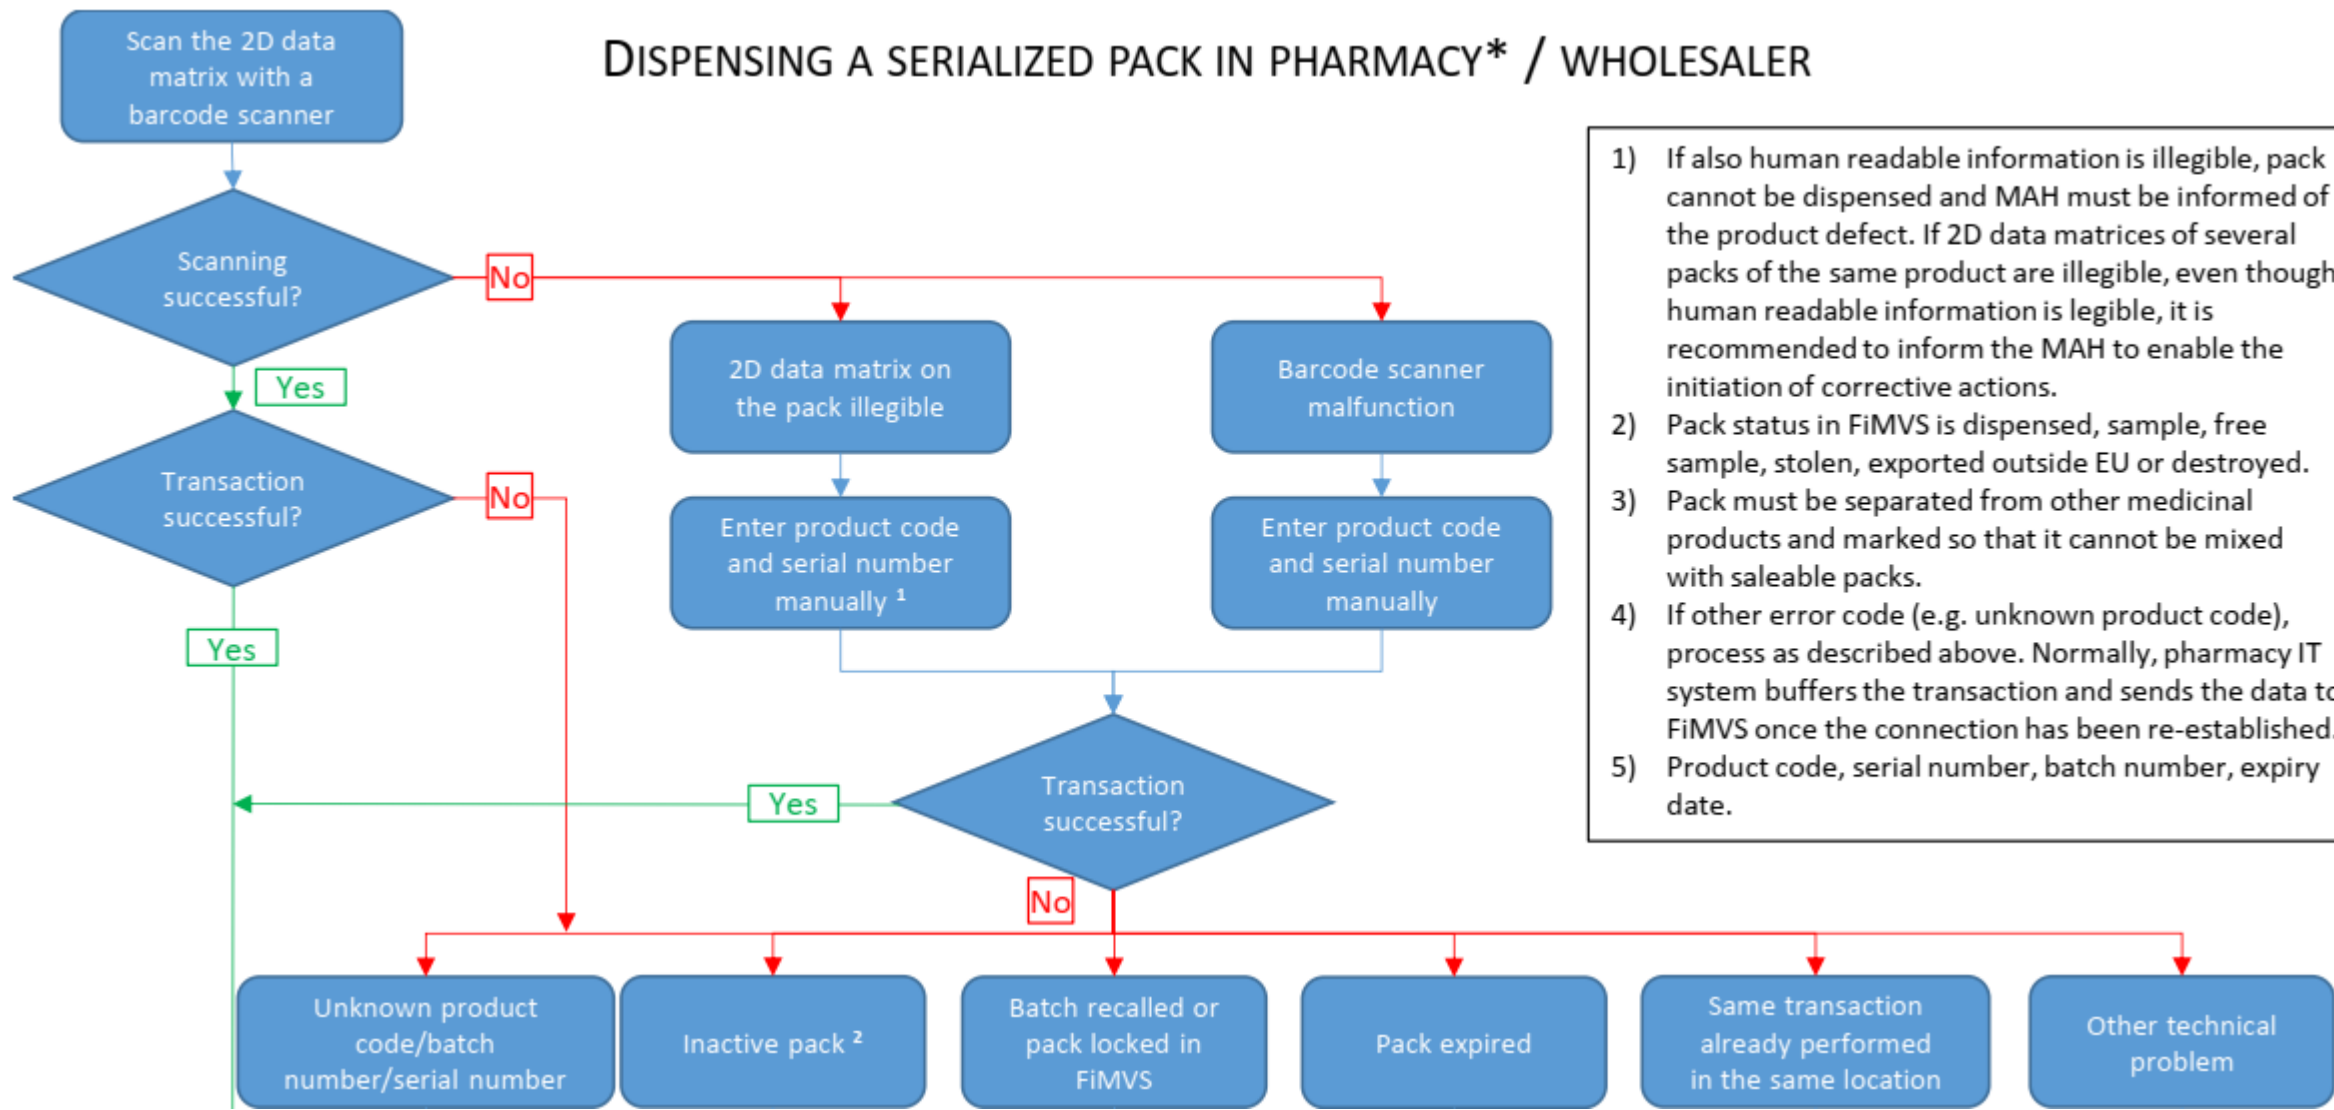 Scan the 2D data
matrix with a
barcode scanner
DISPENSING A SERIALIZED PACK IN PHARMACY* / WHOLESALER
Scanning
successful?
No
Yes
2D data matrix on
the pack illegible
Barcode scanner
malfunction
Transaction
successful?
No
Yes
Enter product code
and serial number
manually ¹
Enter product code
and serial number
manually
Transaction
successful?
Yes
No
Unknown product
code/batch
number/serial number
Inactive pack ²
Batch recalled or
pack locked in
FiMVS
Pack expired
Same transaction
already performed
in the same location
Other technical
problem
1) If also human readable information is illegible, pack
cannot be dispensed and MAH must be informed of
the product defect. If 2D data matrices of several
packs of the same product are illegible, even though
human readable information is legible, it is
recommended to inform the MAH to enable the
initiation of corrective actions.
2) Pack status in FiMVS is dispensed, sample, free
sample, stolen, exported outside EU or destroyed.
3) Pack must be separated from other medicinal
products and marked so that it cannot be mixed
with saleable packs.
4) If other error code (e.g. unknown product code),
process as described above. Normally, pharmacy IT
system buffers the transaction and sends the data to
FiMVS once the connection has been re-established.
5) Product code, serial number, batch number, expiry
date.